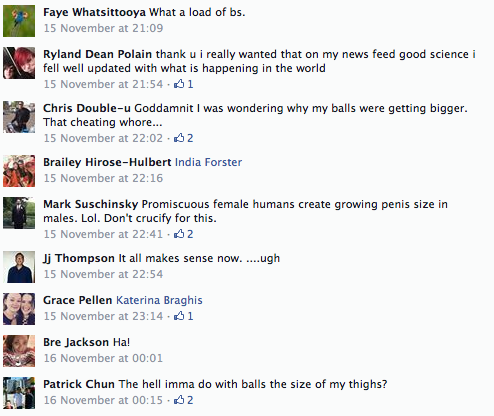 Faye Whatsittooya What a load of bs.
15 November at 21:09
Ryland Dean Polain thank u i really wanted that on my news feed good science i
fell well updated with what is happening in the world
15 November at 21:54 · 1
Chris Double-u Goddamnit I was wondering why my balls were getting bigger.
That cheating whore...
15 November at 22:02 · 2
Brailey Hirose-Hulbert India Forster
15 November at 22:16
Mark Suschinsky Promiscuous female humans create growing penis size in
males. Lol. Don't crucify for this.
15 November at 22:41 · 2
Jj Thompson It all makes sense now. ....ugh
15 November at 22:54
Grace Pellen Katerina Braghis
15 November at 23:14 · 1
Bre Jackson Ha!
16 November at 00:01
Patrick Chun The hell imma do with balls the size of my thighs?
16 November at 00:15 · 2